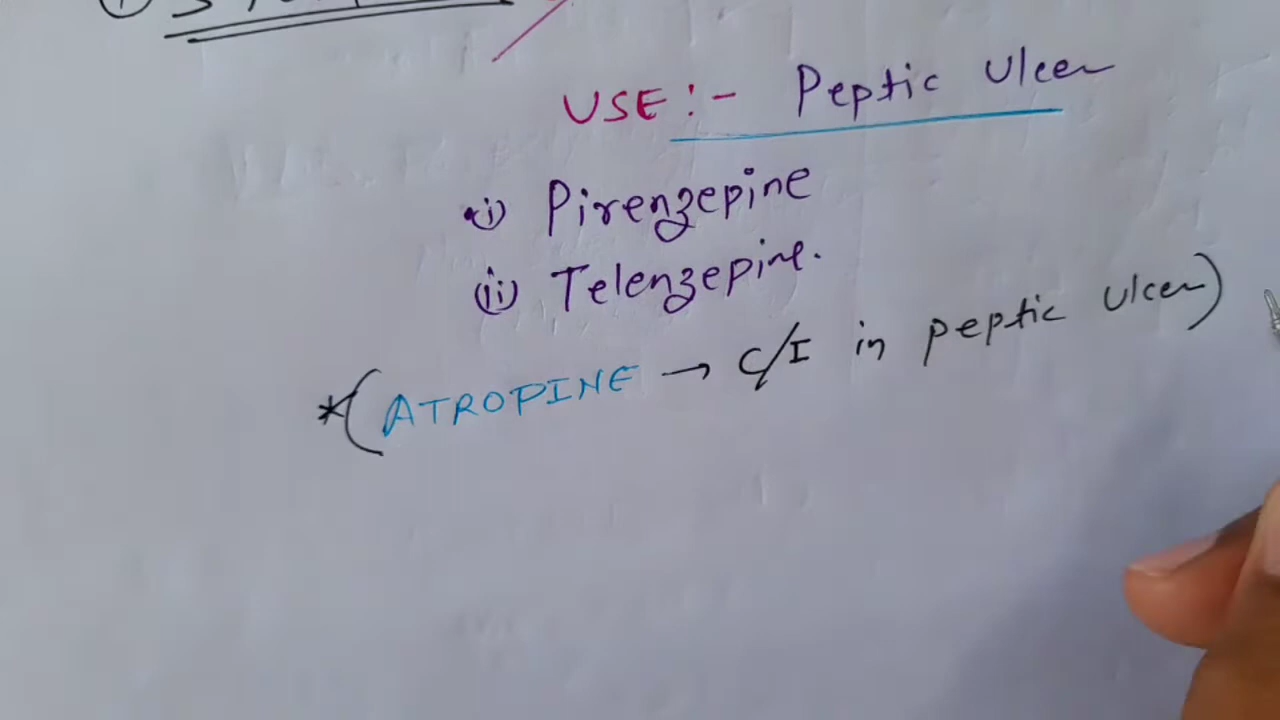 USE:- Peptic Ulcer
(i) Pirenzepine
(ii) Telenzepine.
*(ATROPINE → C/I in peptic Ulcer)